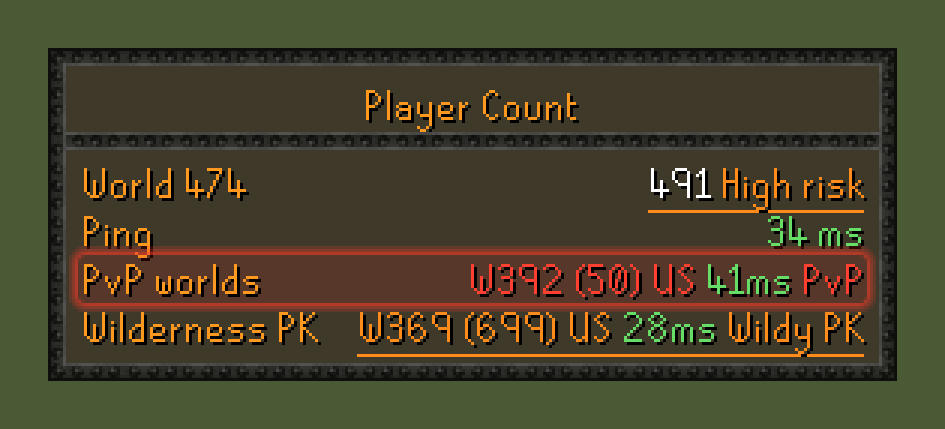 Player Count
World 474 491 High risk
Ping 34 ms
PvP worlds W392 (50) US 41ms PvP
Wilderness PK W369 (699) US 28ms Wildy PK